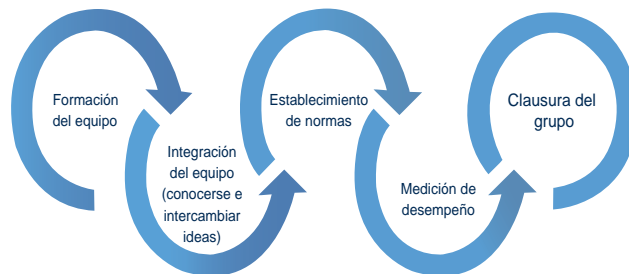 Formación
del equipo
Integración
del equipo
(conocerse e
intercambiar
ideas)
Establecimiento
de normas
Medición de
desempeño
Clausura del
grupo